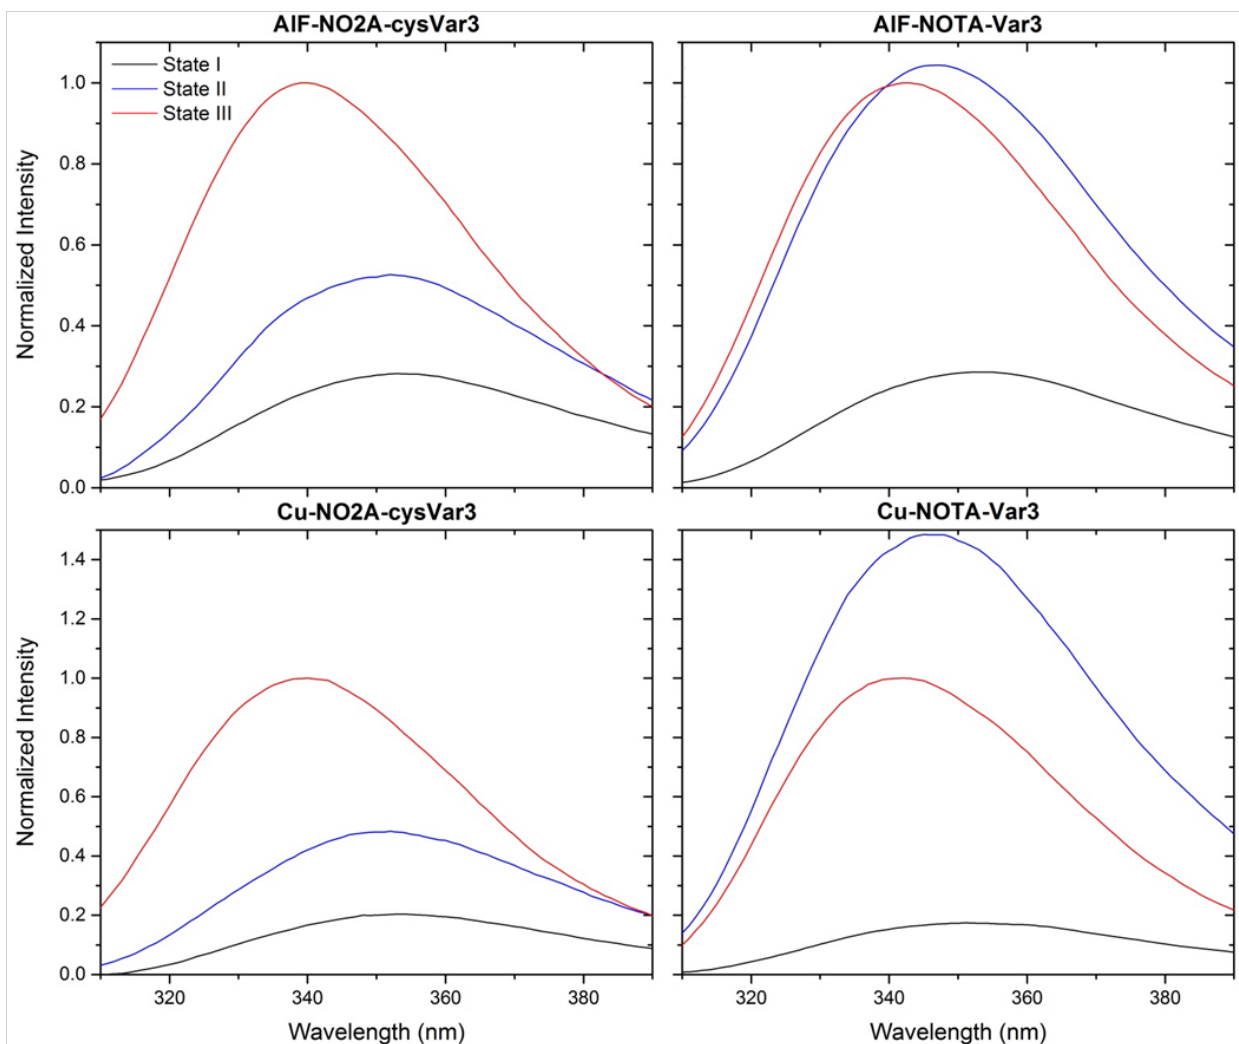 AlF-NO2A-cysVar3
AlF-NOTA-Var3
State I
State II
State III
Normalized Intensity
1.0
0.8
0.6
0.4
0.2
0.0
Cu-NO2A-cysVar3
Cu-NOTA-Var3
Normalized Intensity
1.4
1.2
1.0
0.8
0.6
0.4
0.2
0.0
320
340
360
380
320
340
360
380
Wavelength (nm)
Wavelength (nm)